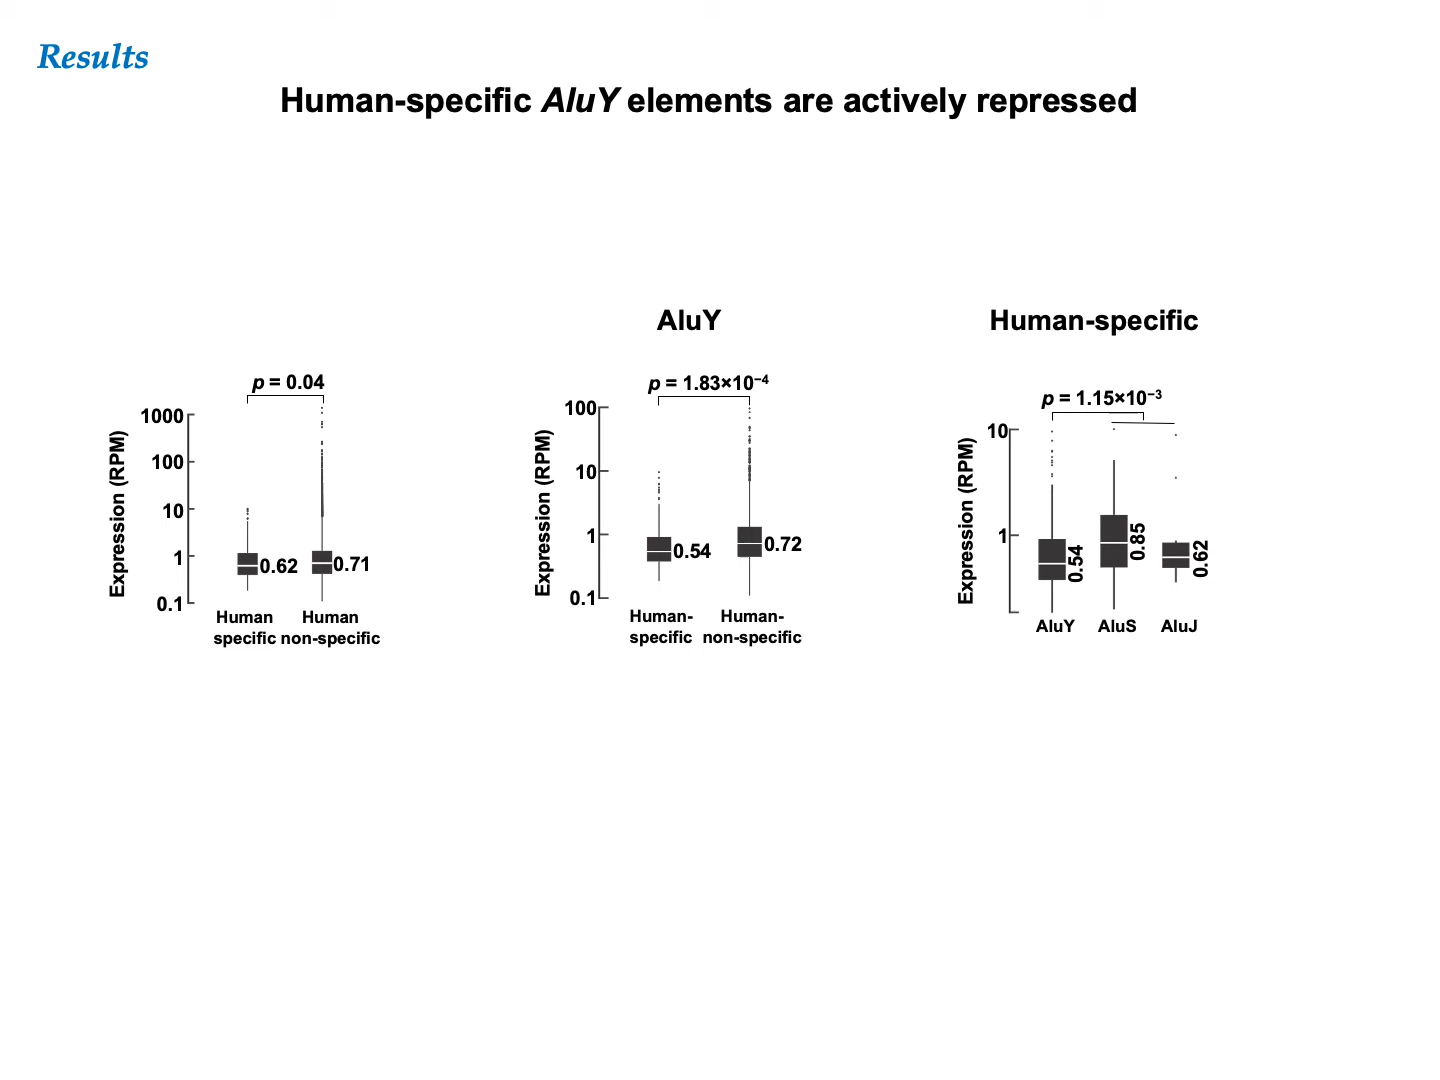 Results
Human-specific AluY elements are actively repressed
p = 0.04
Expression (RPM)
1000
100
10
1
0.1
0.62
0.71
Human specific
Human non-specific
AluY
p = 1.83×10⁻⁴
Expression (RPM)
100
10
1
0.1
0.54
0.72
Human-
specific
Human-
non-specific
Human-specific
p = 1.15×10⁻³
Expression (RPM)
10
1
0.54
0.85
0.62
AluY AluS AluJ